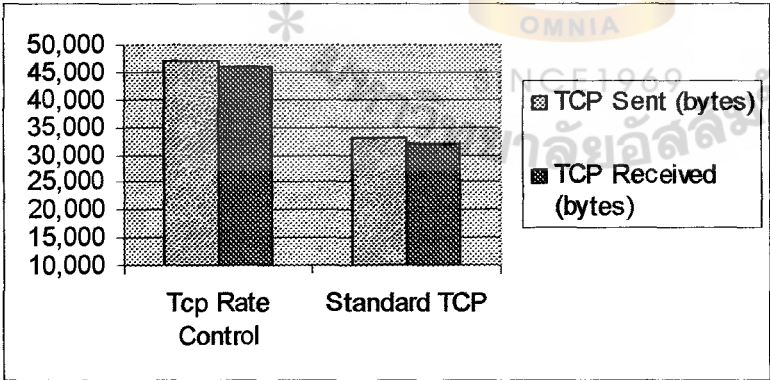 OMNIA
50,000
45,000
40,000
35,000
30,000
25,000
20,000
15,000
10,000
Tcp Rate
Control
Standard TCP
TCP Sent (bytes)
TCP Received
(bytes)